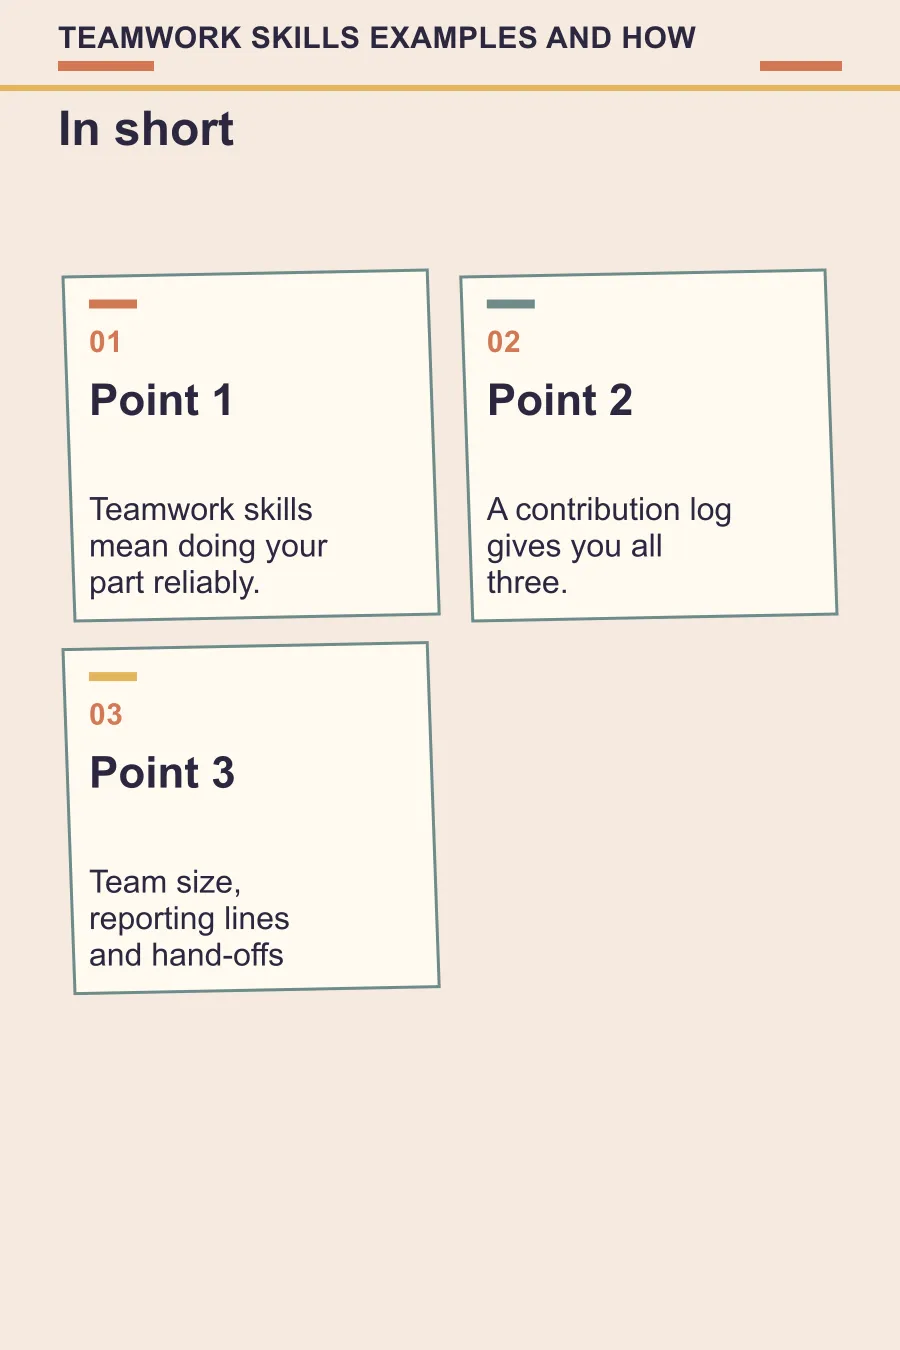 TEAMWORK SKILLS EXAMPLES AND HOW
In short
01
Point 1
Teamwork skills
mean doing your
part reliably.
02
Point 2
A contribution log
gives you all
three.
03
Point 3
Team size,
reporting lines
and hand-offs